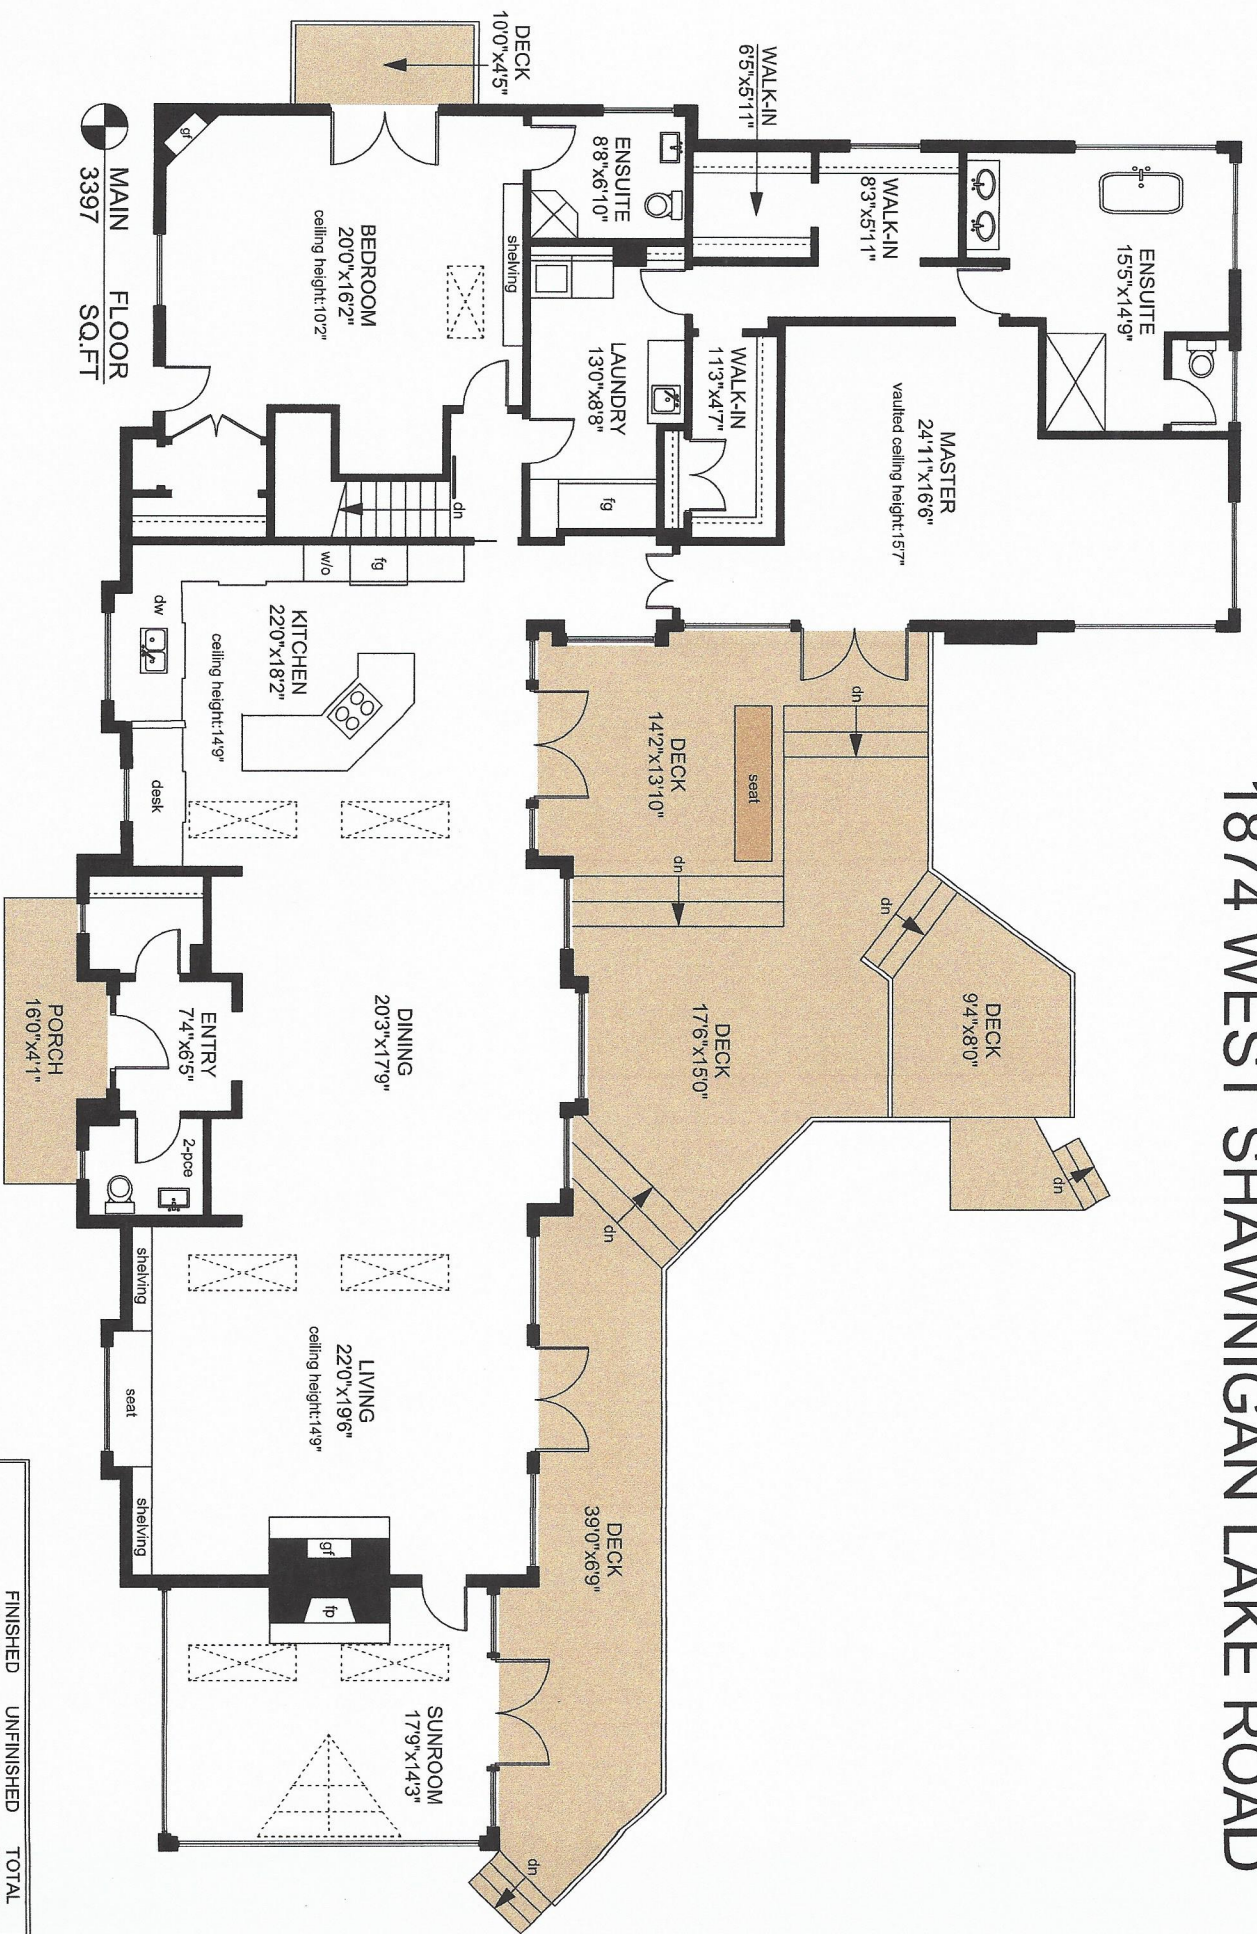 1874 WEST SHAWNIGAN LAKE ROAD
ENSUITE
15'5"x14'9"
WALK-IN
6'5"x5'11"
WALK-IN
8'3"x5'11"
MASTER
24'11"x16'6"
vaulted ceiling height:15'7"
WALK-IN
11'3"x4'7"
DECK
10'0"x4'5"
ENSUITE
8'8"x6'10"
LAUNDRY
13'0"x8'8"
fg
shelving
BEDROOM
20'0"x16'2"
ceiling height:10'2"
gf
dn
dn
DECK
14'2"x13'10"
seat
dn
dn
DECK
9'4"x8'0"
dn
DECK
17'6"x15'0"
dn
DECK
39'0"x6'9"
dn
fg
w/o
KITCHEN
22'0"x18'2"
ceiling height:14'9"
dw
desk
DINING
20'3"x17'9"
ENTRY
7'4"x6'5"
2-pce
PORCH
16'0"x4'1"
LIVING
22'0"x19'6"
ceiling height:14'9"
shelving
seat
shelving
gf
fp
SUNROOM
17'9"x14'3"
MAIN FLOOR
3397 SQ.FT
FINISHED UNFINISHED TOTAL